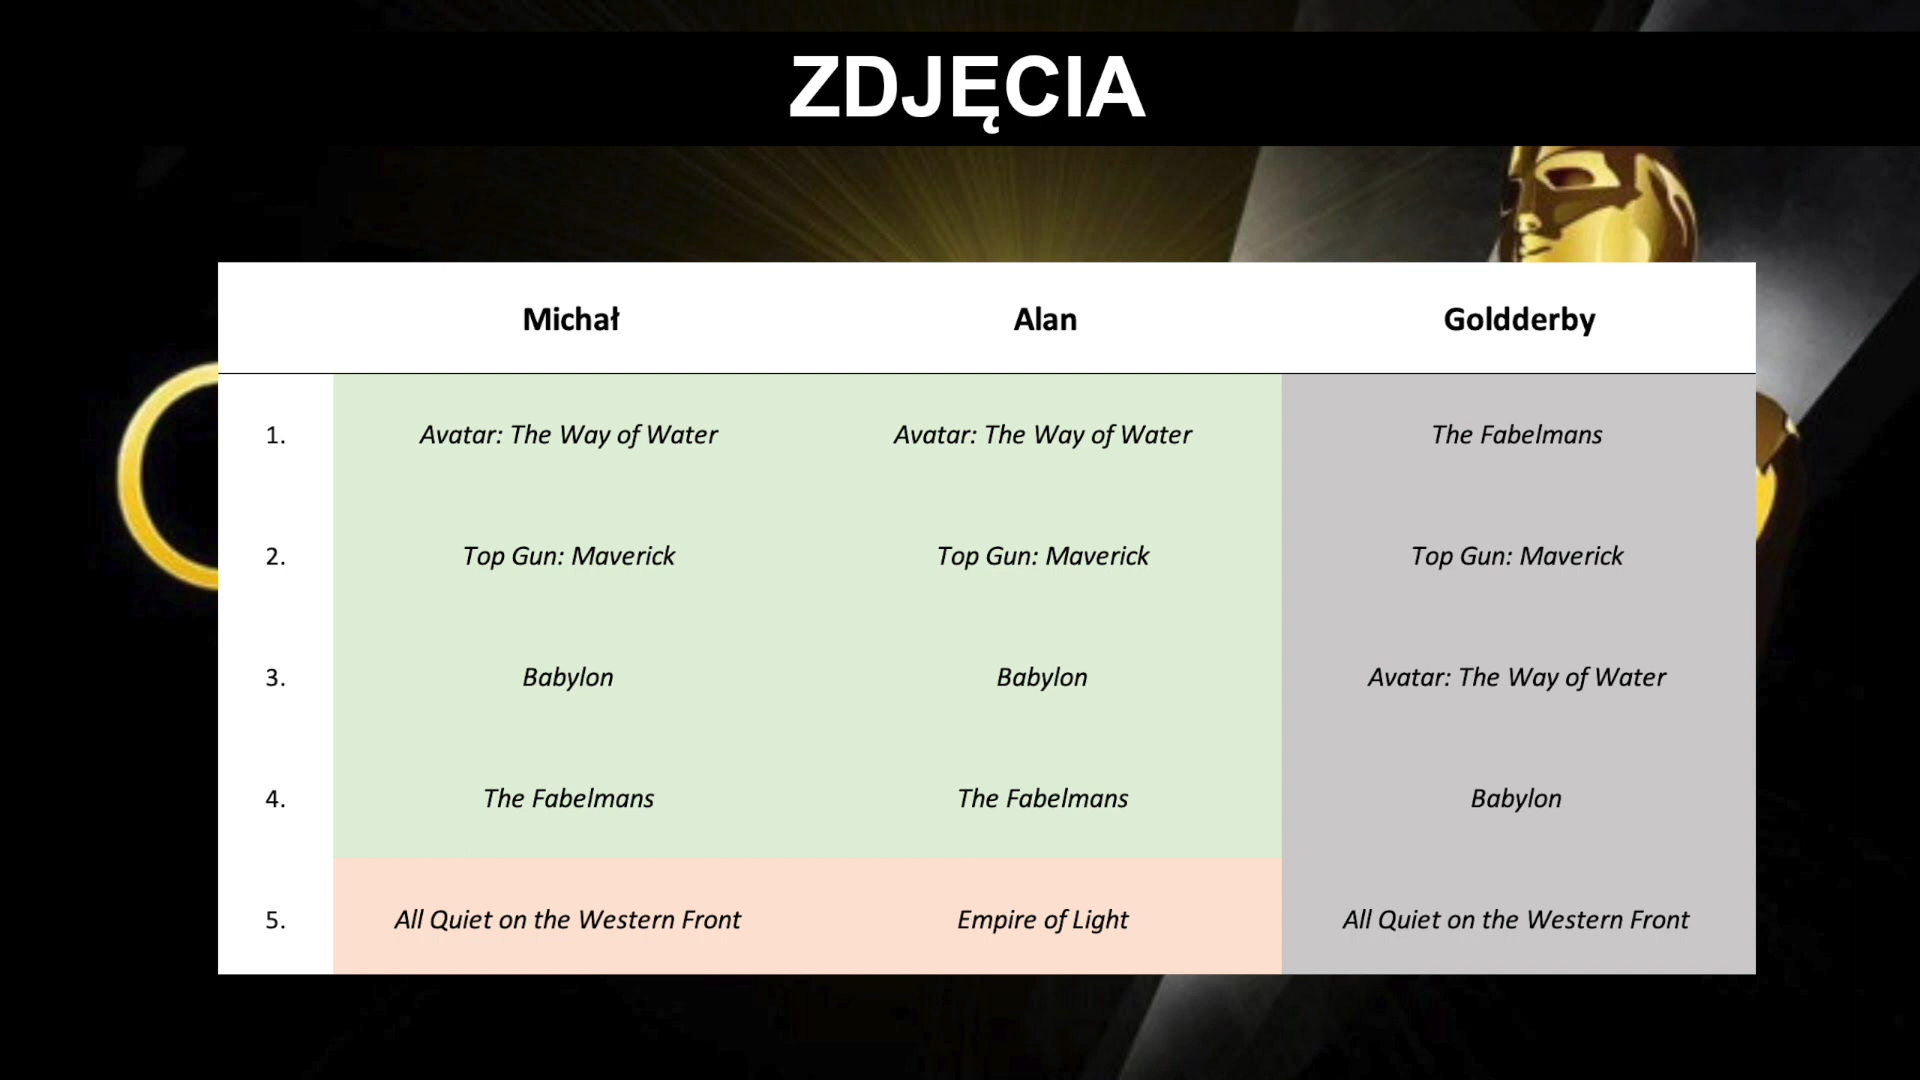 ZDJĘCIA
Michał Alan Goldderby
1. Avatar: The Way of Water Avatar: The Way of Water The Fabelmans
2. Top Gun: Maverick Top Gun: Maverick Top Gun: Maverick
3. Babylon Babylon Avatar: The Way of Water
4. The Fabelmans The Fabelmans Babylon
5. All Quiet on the Western Front Empire of Light All Quiet on the Western Front